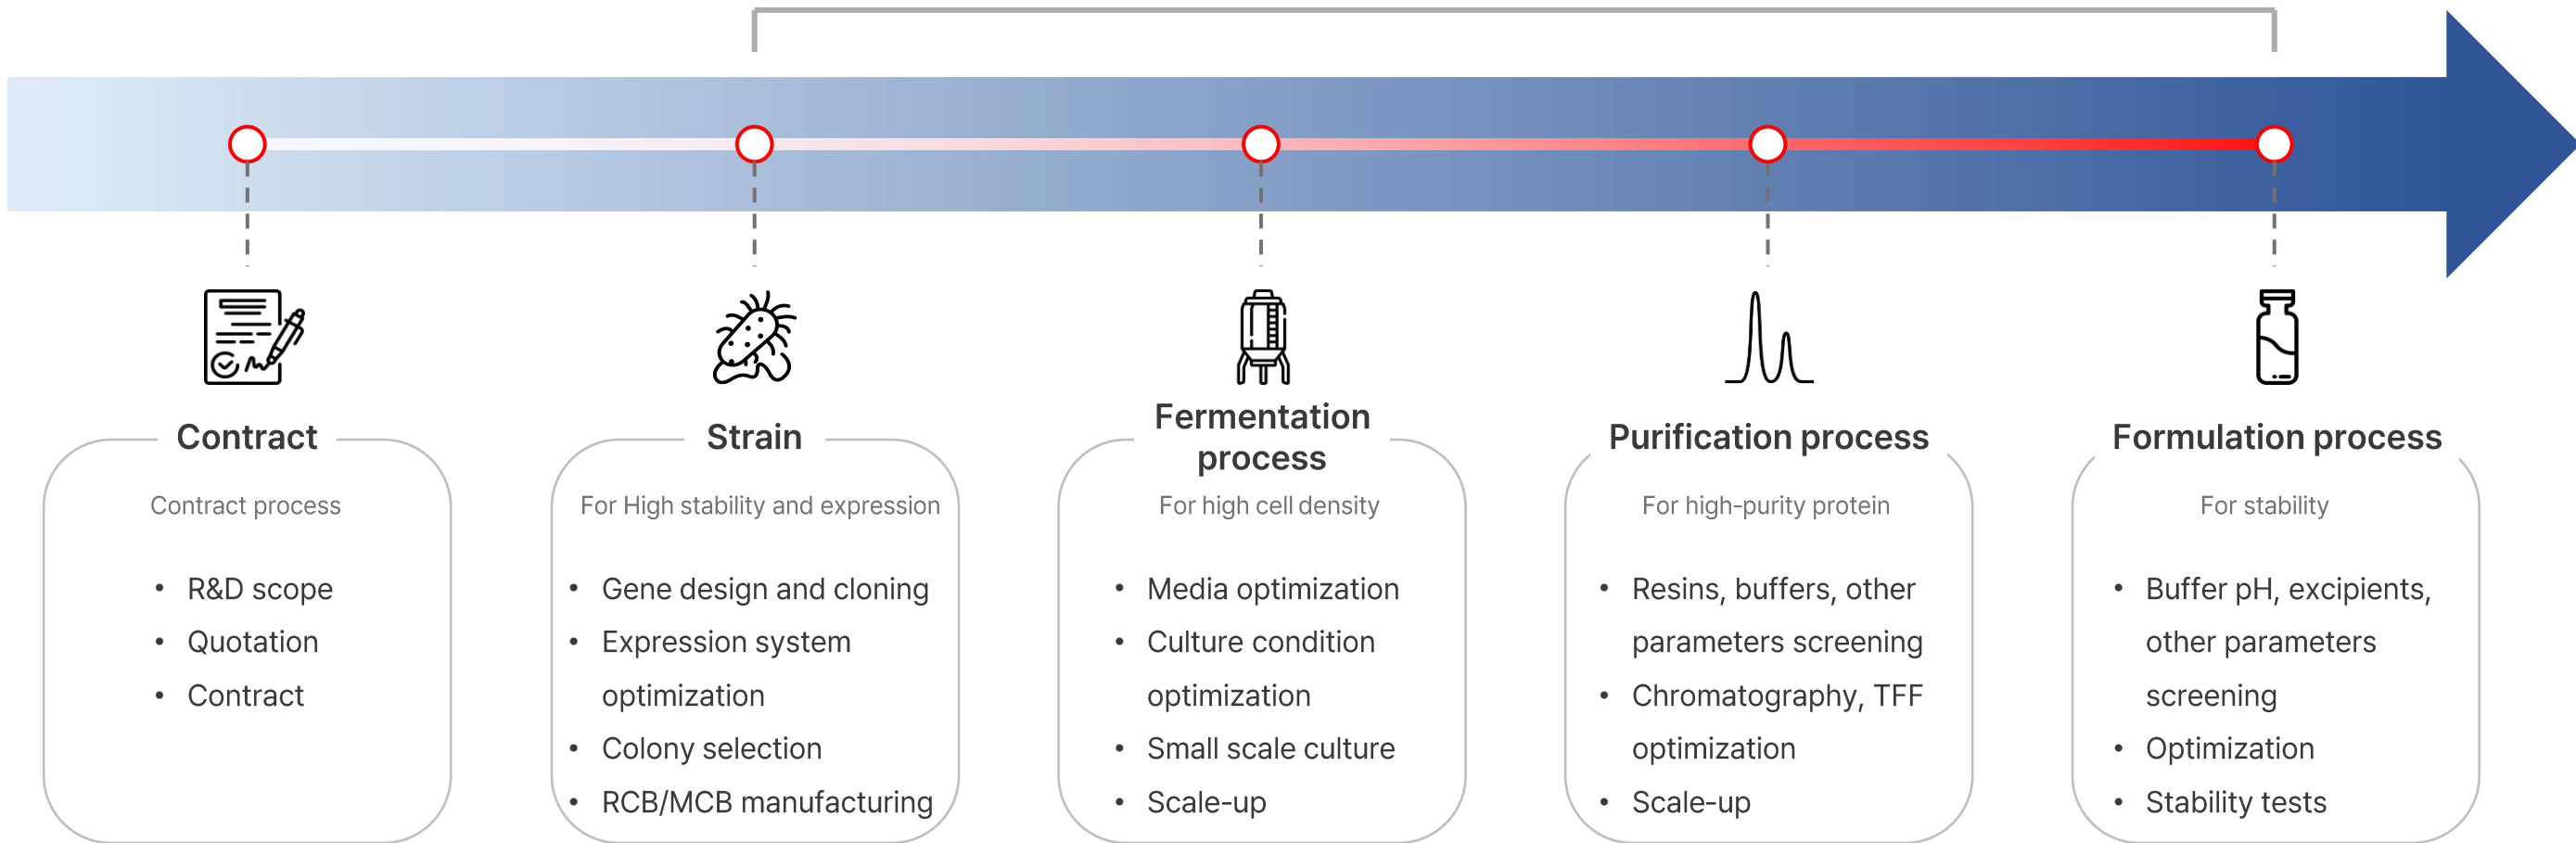 Contract
Contract process
• R&D scope
• Quotation
• Contract
Strain
For High stability and expression
• Gene design and cloning
• Expression system
optimization
• Colony selection
• RCB/MCB manufacturing
Fermentation
process
For high cell density
• Media optimization
• Culture condition
optimization
• Small scale culture
• Scale-up
Purification process
For high-purity protein
• Resins, buffers, other
parameters screening
• Chromatography, TFF
optimization
• Scale-up
Formulation process
For stability
• Buffer pH, excipients,
other parameters
screening
• Optimization
• Stability tests